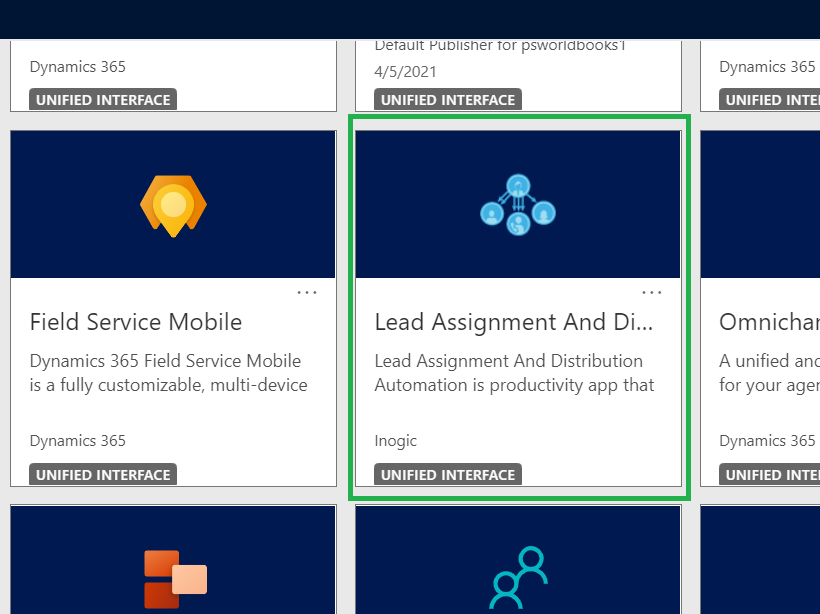 Dynamics 365
UNIFIED INTERFACE
Default Publisher for psworldbooks1
4/5/2021
UNIFIED INTERFACE
Dynamics 365
UNIFIED INTE
...
Field Service Mobile
Dynamics 365 Field Service Mobile
is a fully customizable, multi-device
Dynamics 365
UNIFIED INTERFACE
...
Lead Assignment And Di...
Lead Assignment And Distribution
Automation is productivity app that
Inogic
UNIFIED INTERFACE
Omnichan
A unified and
for your agen
Dynamics 365
UNIFIED INTE